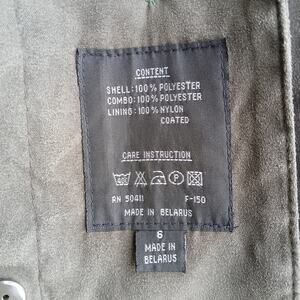 CONTENT
SHELL: 100% POLYESTER
COMBO: 100% POLYESTER
LINING: 100% NYLON
COATED
CARE INSTRUCTION
RN 50411 F-150
MADE IN BELARUS
6
MADE IN
BELARUS